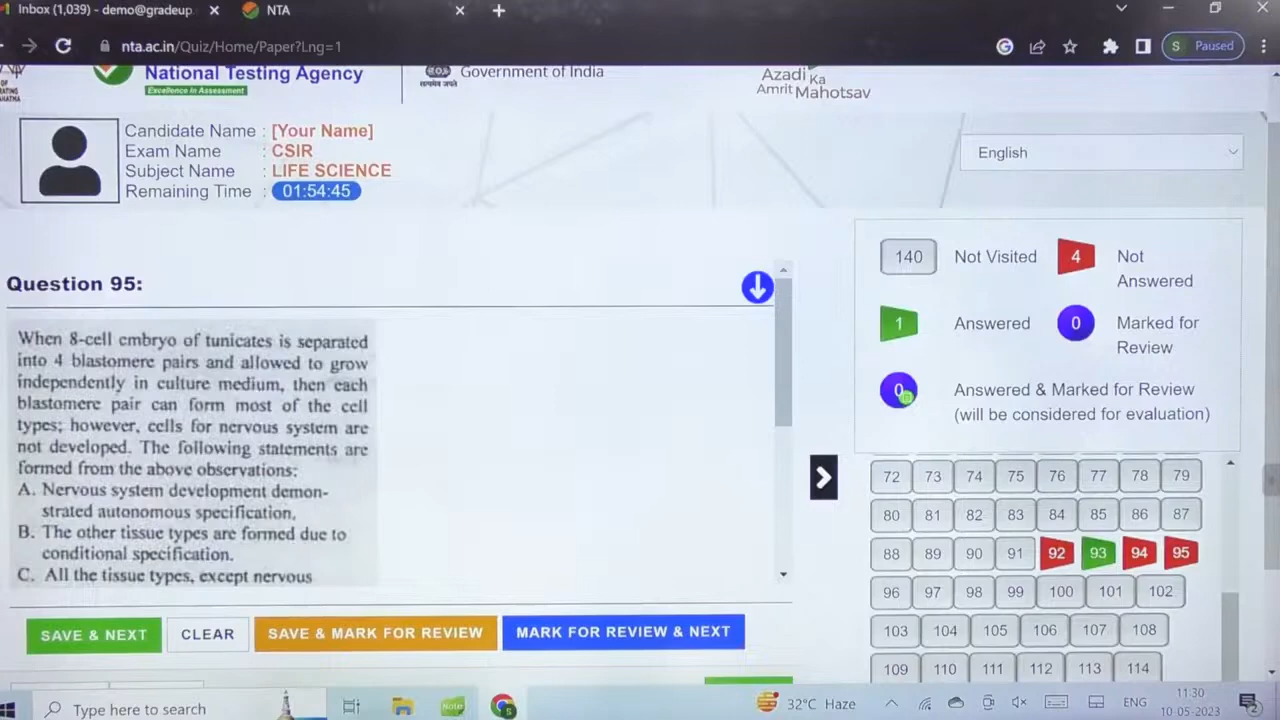 Inbox (1,039) - demo@gradeup
NTA
nta.ac.in/Quiz/Home/Paper?Lng=1
S Paused
National Testing Agency
Excellence in Assessment
Government of India
सत्यमेव जयते
Azadi Ka
Amrit Mahotsav
Candidate Name : [Your Name]
Exam Name : CSIR
Subject Name : LIFE SCIENCE
Remaining Time : 01:54:45
English
Question 95:
When 8-cell embryo of tunicates is separated
into 4 blastomere pairs and allowed to grow
independently in culture medium, then each
blastomere pair can form most of the cell
types; however, cells for nervous system are
not developed. The following statements are
formed from the above observations:
A. Nervous system development demon-
strated autonomous specification.
B. The other tissue types are formed due to
conditional specification.
C. All the tissue types, except nervous
140 Not Visited
4 Not
Answered
1 Answered
0 Marked for
Review
0 Answered & Marked for Review
(will be considered for evaluation)
72 73 74 75 76 77 78 79
80 81 82 83 84 85 86 87
88 89 90 91 92 93 94 95
96 97 98 99 100 101 102
103 104 105 106 107 108
109 110 111 112 113 114
SAVE & NEXT
CLEAR
SAVE & MARK FOR REVIEW
MARK FOR REVIEW & NEXT
Type here to search
32°C Haze
ENG
11:30
10-05-2023